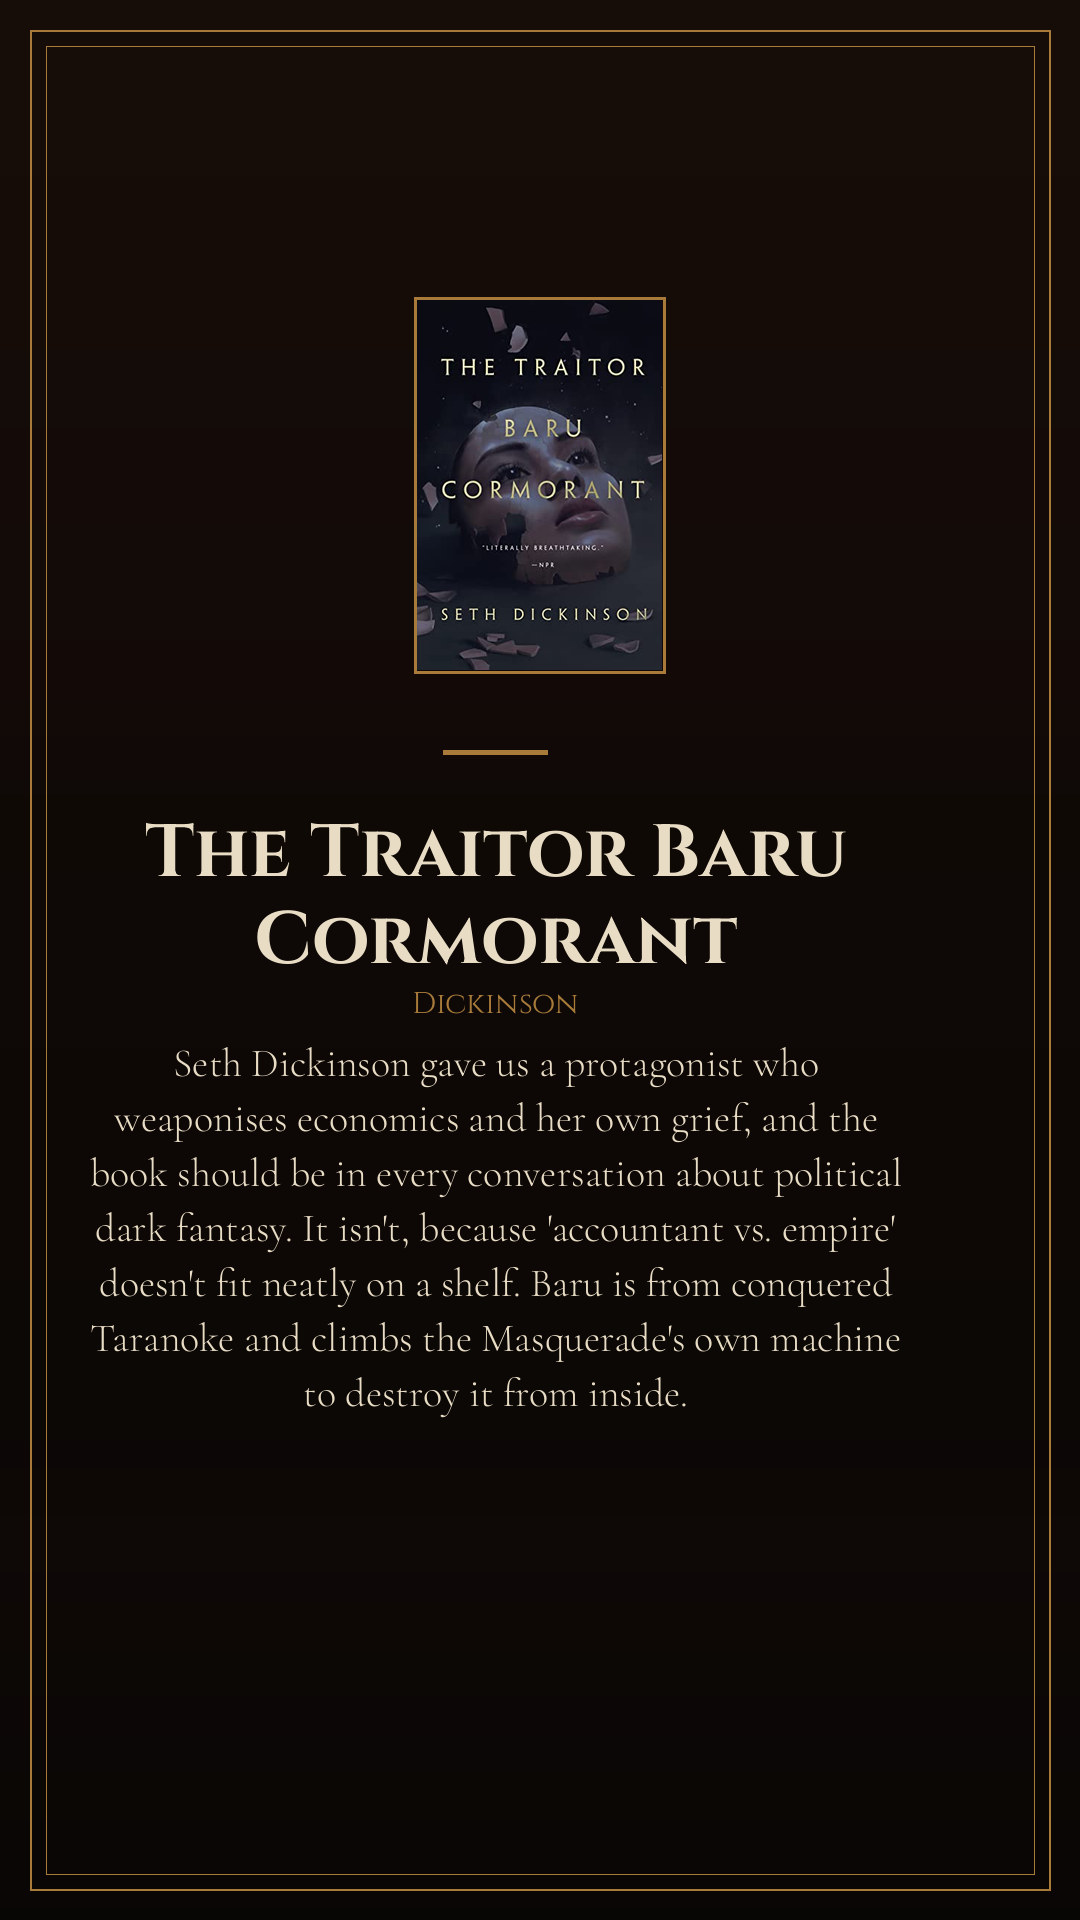 THE TRAITOR
BARU
CORMORANT
"LITERALLY BREATHTAKING."
—NPR
SETH DICKINSON
The Traitor Baru
Cormorant
Dickinson
Seth Dickinson gave us a protagonist who
weaponises economics and her own grief, and the
book should be in every conversation about political
dark fantasy. It isn't, because 'accountant vs. empire'
doesn't fit neatly on a shelf. Baru is from conquered
Taranoke and climbs the Masquerade's own machine
to destroy it from inside.